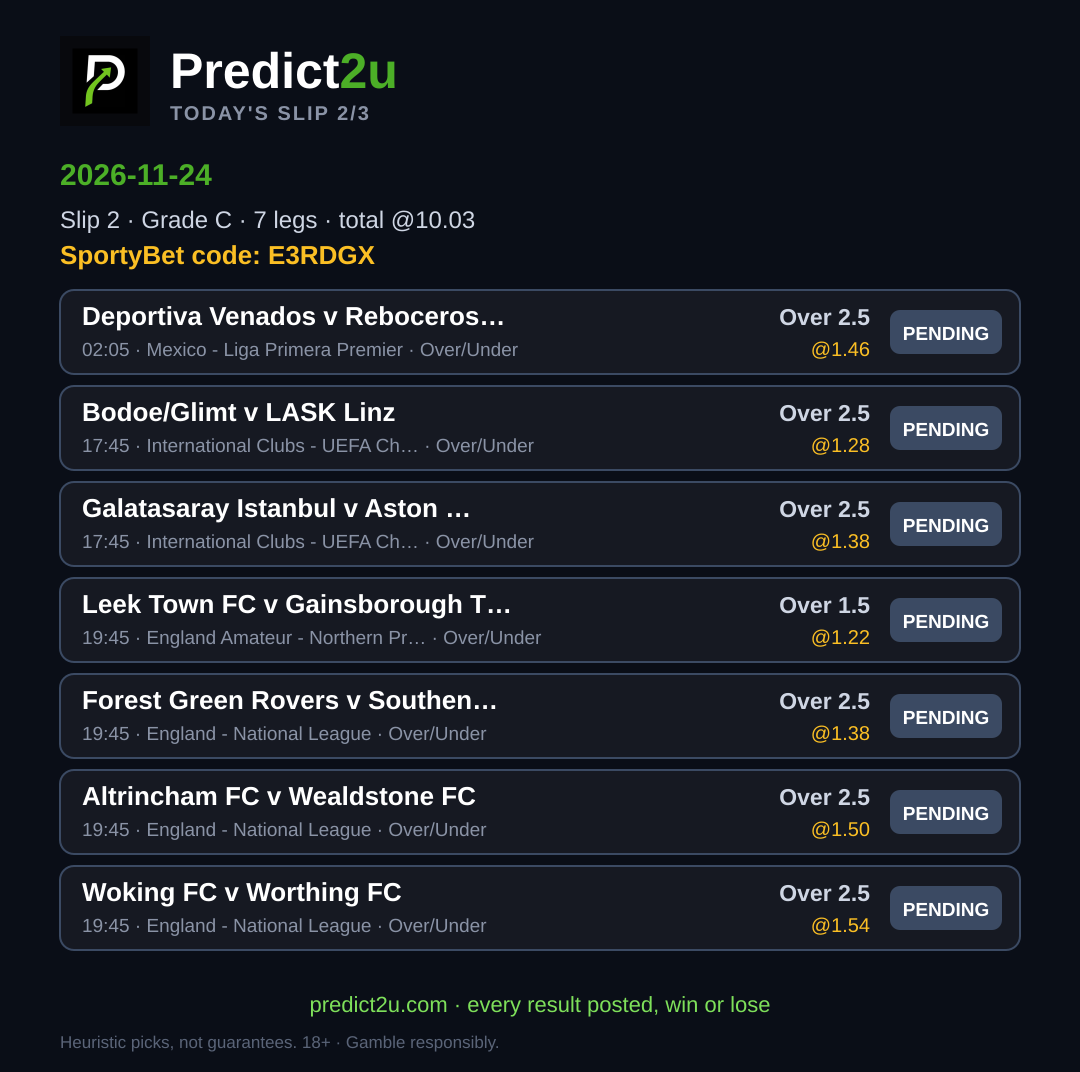 Predict2u
TODAY'S SLIP 2/3
2026-11-24
Slip 2 · Grade C · 7 legs · total @10.03
SportyBet code: E3RDGX
Deportiva Venados v Reboceros…
Over 2.5
PENDING
02:05 · Mexico - Liga Primera Premier · Over/Under
@1.46
Bodoe/Glimt v LASK Linz
Over 2.5
PENDING
17:45 · International Clubs - UEFA Ch… · Over/Under
@1.28
Galatasaray Istanbul v Aston …
Over 2.5
PENDING
17:45 · International Clubs - UEFA Ch… · Over/Under
@1.38
Leek Town FC v Gainsborough T…
Over 1.5
PENDING
19:45 · England Amateur - Northern Pr… · Over/Under
@1.22
Forest Green Rovers v Southen…
Over 2.5
PENDING
19:45 · England - National League · Over/Under
@1.38
Altrincham FC v Wealdstone FC
Over 2.5
PENDING
19:45 · England - National League · Over/Under
@1.50
Woking FC v Worthing FC
Over 2.5
PENDING
19:45 · England - National League · Over/Under
@1.54
predict2u.com · every result posted, win or lose
Heuristic picks, not guarantees. 18+ · Gamble responsibly.